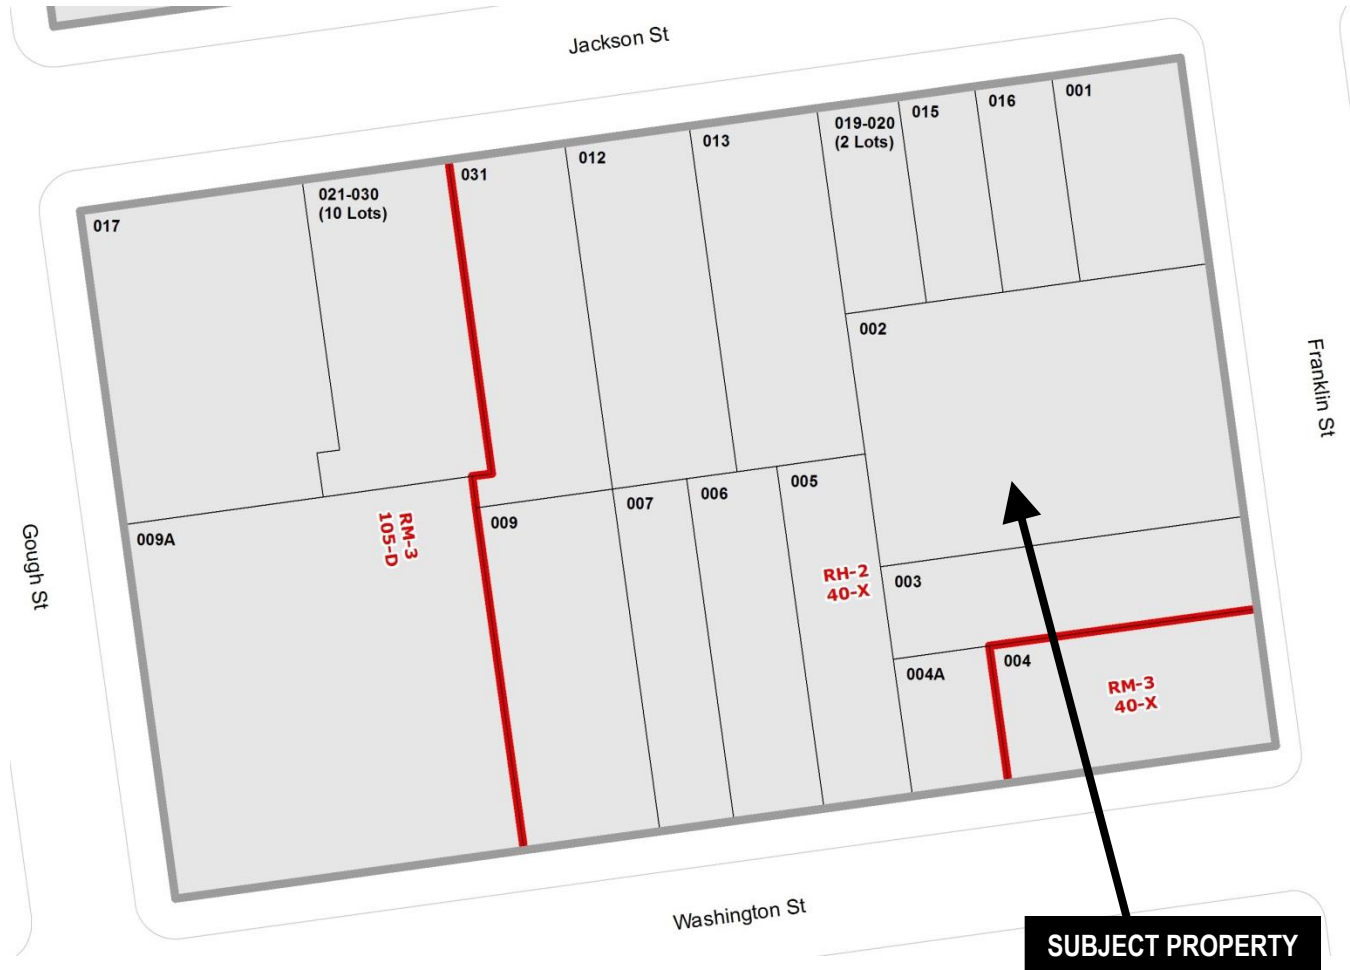 Jackson St
001
016
015
019-020
(2 Lots)
013
012
031
021-030
(10 Lots)
017
002
Franklin St
005
006
007
009
009A
RM-3
105-D
Gough St
RH-2
40-X
003
004A
004
RM-3
40-X
Washington St
SUBJECT PROPERTY